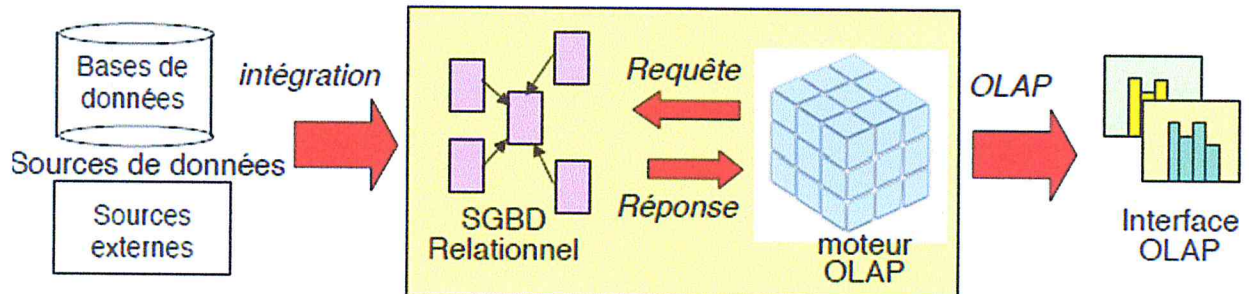 Bases de
données
Sources de données
Sources
externes
intégration
SGBD
Relationnel
Requête
Réponse
moteur
OLAP
OLAP
Interface
OLAP